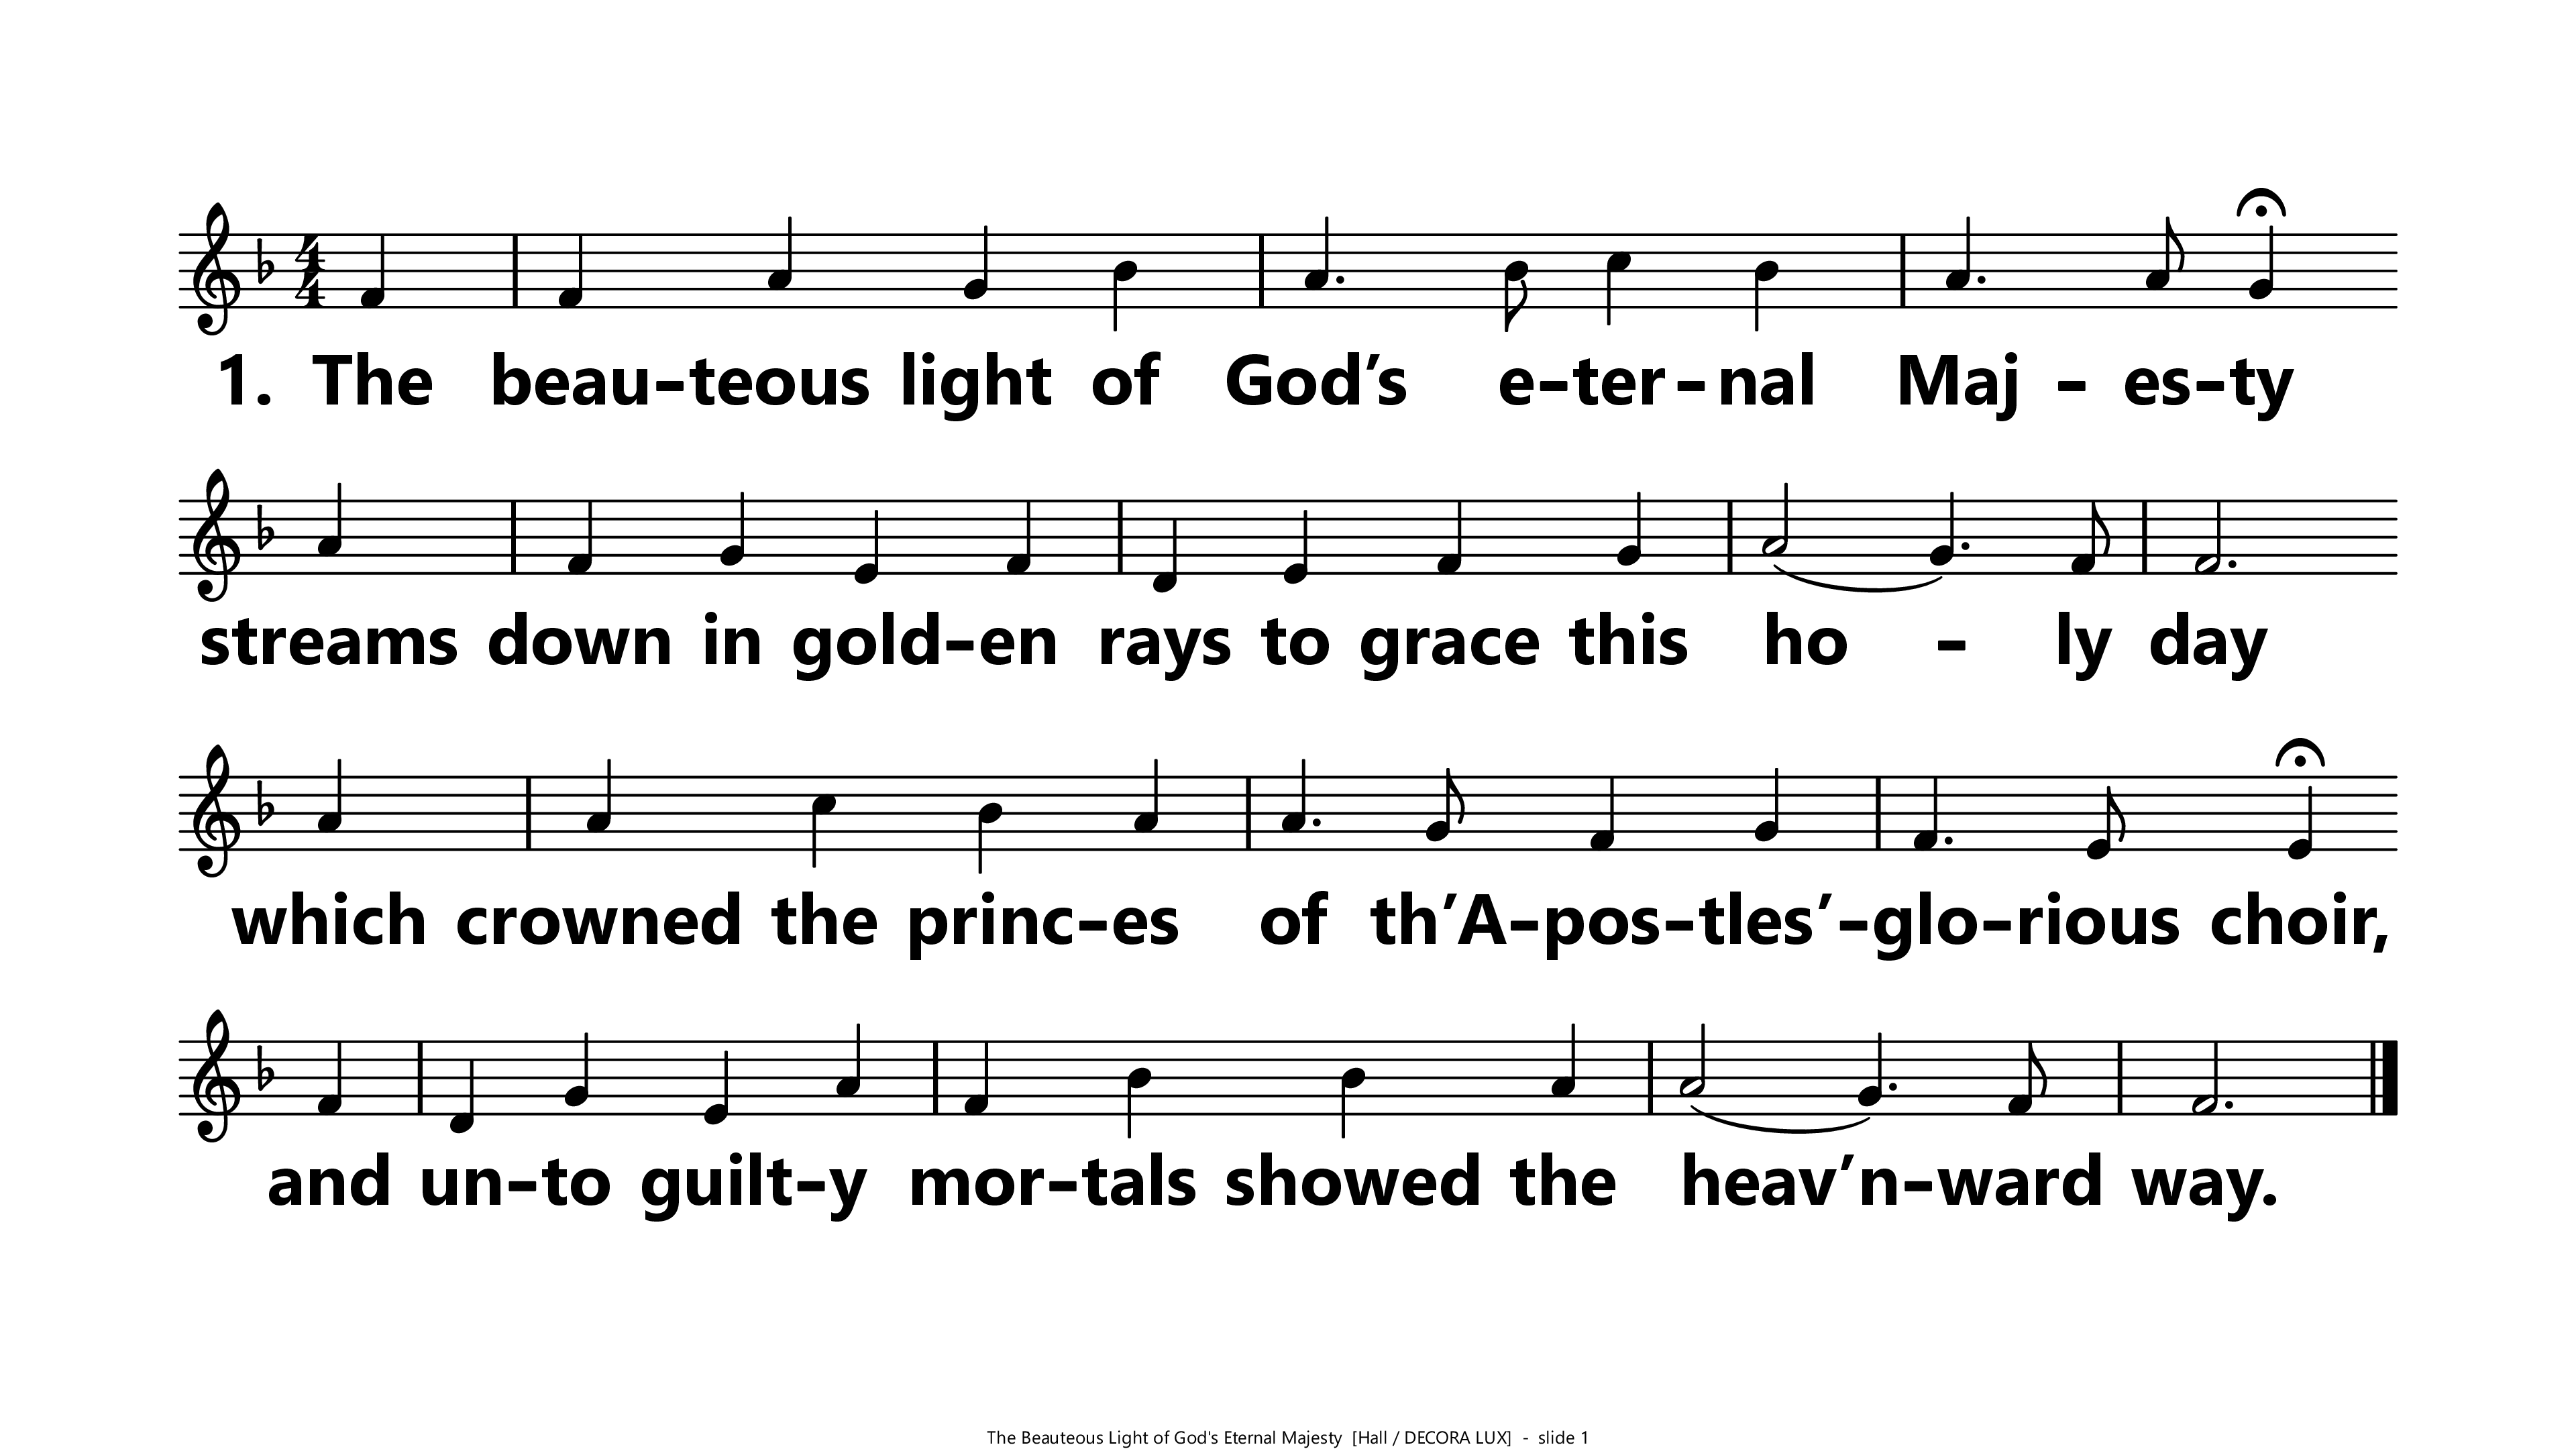 1. The beau-teous light of God’s e-ter-nal Maj - es-ty
streams down in gold-en rays to grace this ho - ly day
which crowned the princ-es of th’A-pos-tles’-glo-rious choir,
and un-to guilt-y mor-tals showed the heav’n-ward way.
The Beauteous Light of God's Eternal Majesty [Hall / DECORA LUX] - slide 1